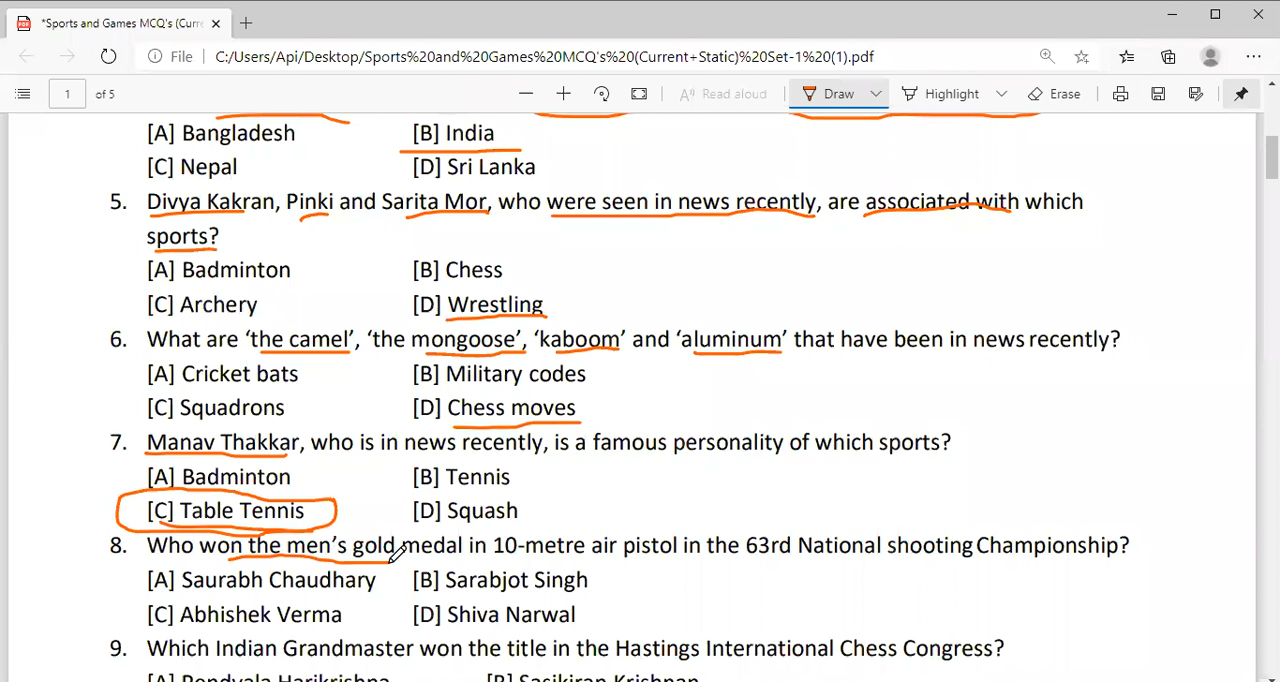 *Sports and Games MCQ's (Curr
File C:/Users/Api/Desktop/Sports%20and%20Games%20MCQ's%20(Current+Static)%20Set-1%20(1).pdf
1 of 5 Read aloud Draw Highlight Erase
[A] Bangladesh [B] India
[C] Nepal [D] Sri Lanka
5. Divya Kakran, Pinki and Sarita Mor, who were seen in news recently, are associated with which
sports?
[A] Badminton [B] Chess
[C] Archery [D] Wrestling
6. What are ‘the camel’, ‘the mongoose’, ‘kaboom’ and ‘aluminum’ that have been in news recently?
[A] Cricket bats [B] Military codes
[C] Squadrons [D] Chess moves
7. Manav Thakkar, who is in news recently, is a famous personality of which sports?
[A] Badminton [B] Tennis
[C] Table Tennis [D] Squash
8. Who won the men’s gold medal in 10-metre air pistol in the 63rd National shooting Championship?
[A] Saurabh Chaudhary [B] Sarabjot Singh
[C] Abhishek Verma [D] Shiva Narwal
9. Which Indian Grandmaster won the title in the Hastings International Chess Congress?
[A] Pendyala Harikrishna [B] Sasikiran Krishnan